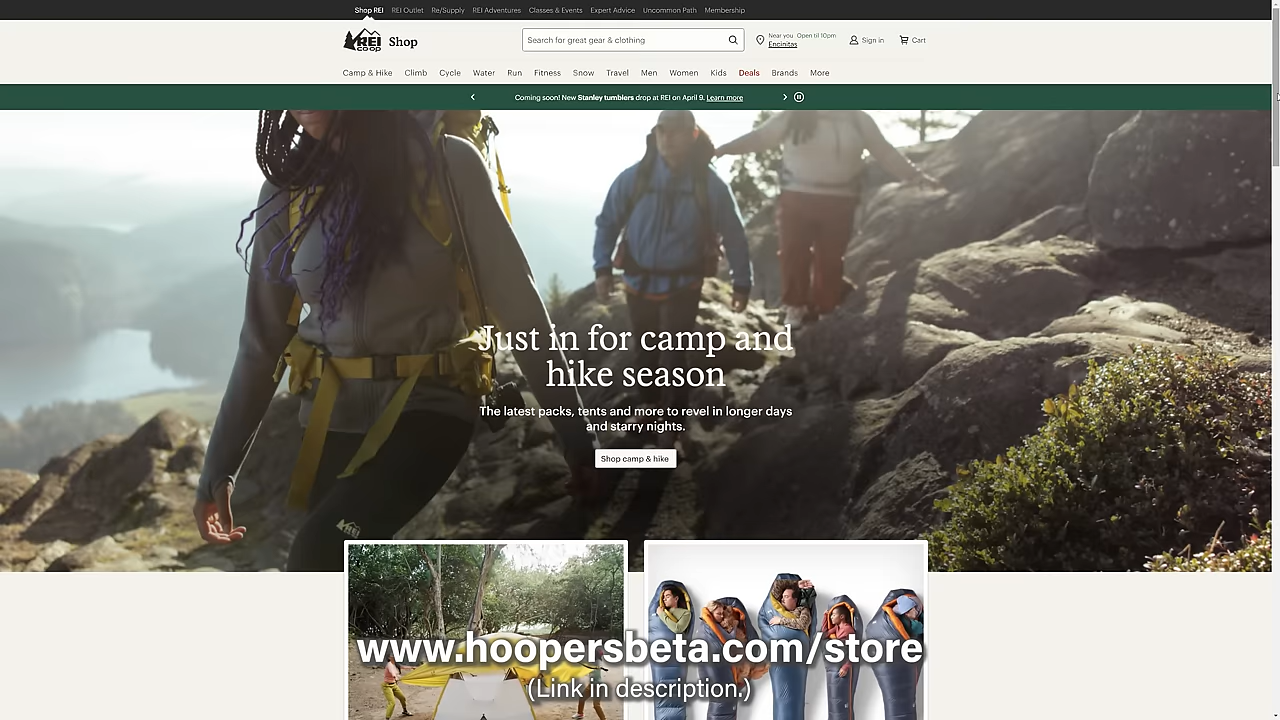 Shop REI REI Outlet Re/Supply REI Adventures Classes & Events Expert Advice Uncommon Path Membership
REI
CO·OP
Shop
Search for great gear & clothing
Near you Open til 10pm
Encinitas
Sign in
Cart
Camp & Hike Climb Cycle Water Run Fitness Snow Travel Men Women Kids Deals Brands More
Coming soon! New Stanley tumblers drop at REI on April 9. Learn more
Just in for camp and
hike season
The latest packs, tents and more to revel in longer days
and starry nights.
Shop camp & hike
www.hoopersbeta.com/store
(Link in description.)